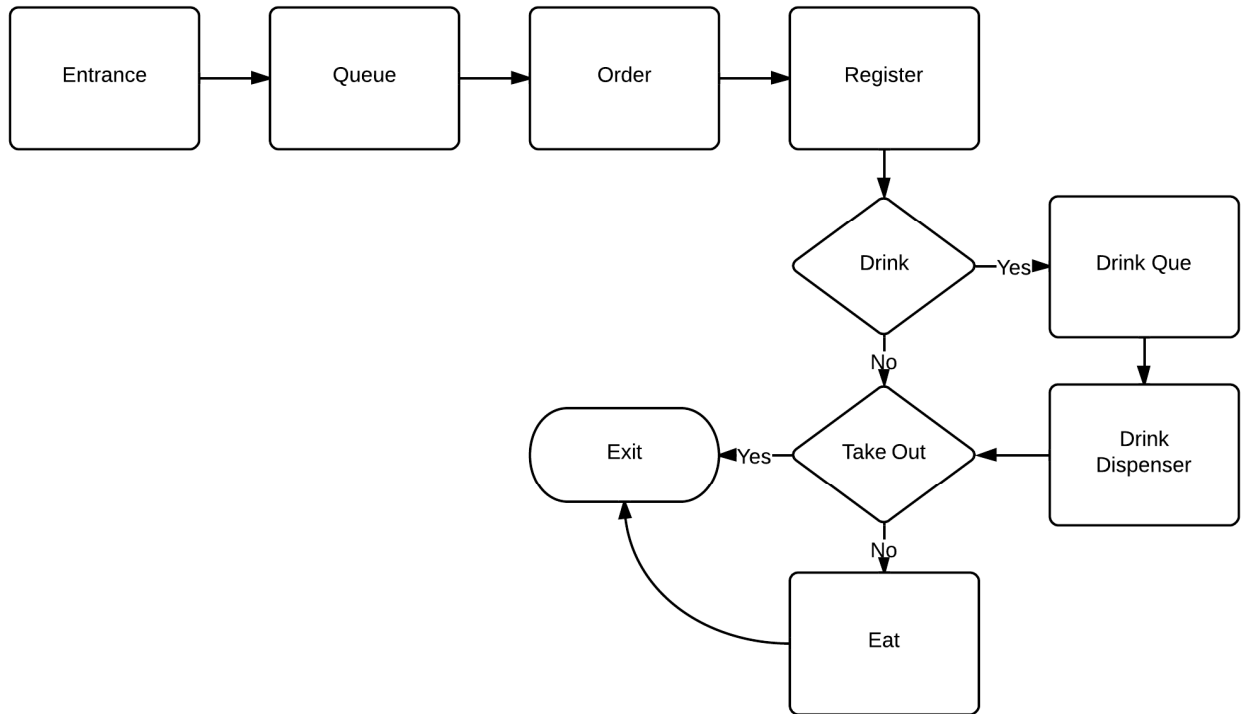 Entrance
Queue
Order
Register
Drink
Yes
Drink Que
No
Exit
Yes
Take Out
Drink
Dispenser
No
Eat